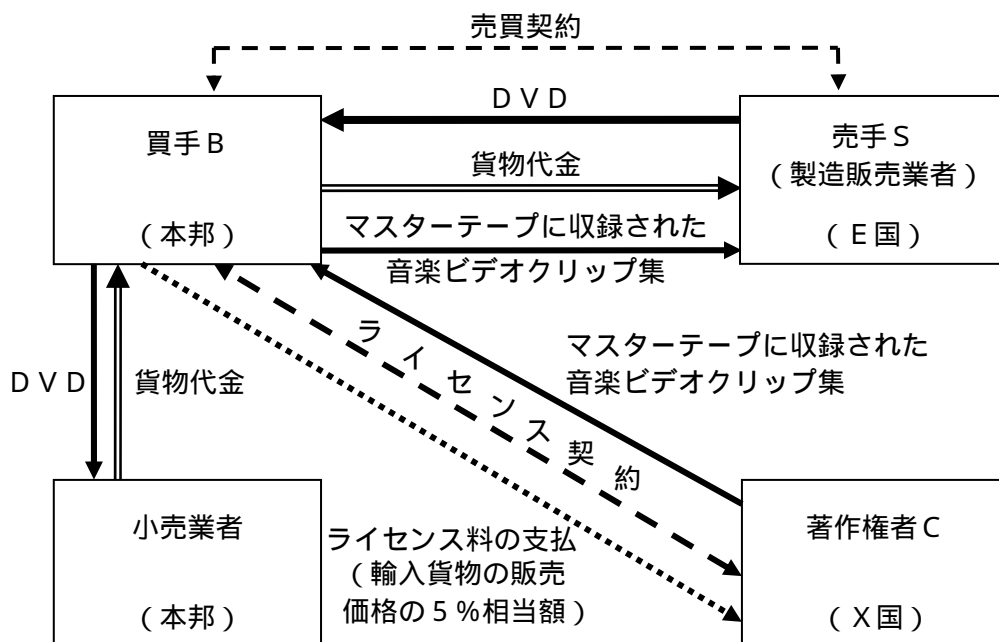 売買契約
ＤＶＤ
買手Ｂ
（本邦）
売手Ｓ
（製造販売業者）
（Ｅ国）
貨物代金
マスターテープに収録された
音楽ビデオクリップ集
ライセンス契約
マスターテープに収録された
音楽ビデオクリップ集
ＤＶＤ
貨物代金
小売業者
（本邦）
ライセンス料の支払
（輸入貨物の販売
価格の５％相当額）
著作権者Ｃ
（Ｘ国）